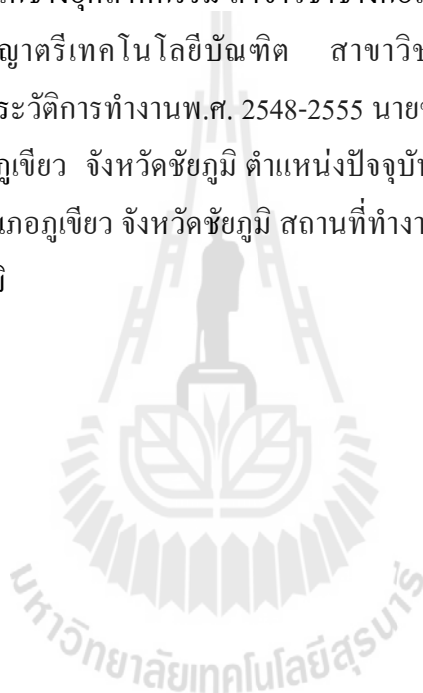 ญาตรีเทคโนโลยีบัณฑิต สาขาวิช
ระวัติการทำงานพ.ศ. 2548-2555 นาย
ภูเขียว จังหวัดชัยภูมิ ตำแหน่งปัจจุบัน
เภอภูเขียว จังหวัดชัยภูมิ สถานที่ทำงา
มหาวิทยาลัยเทคโนโลยีสุรนารี